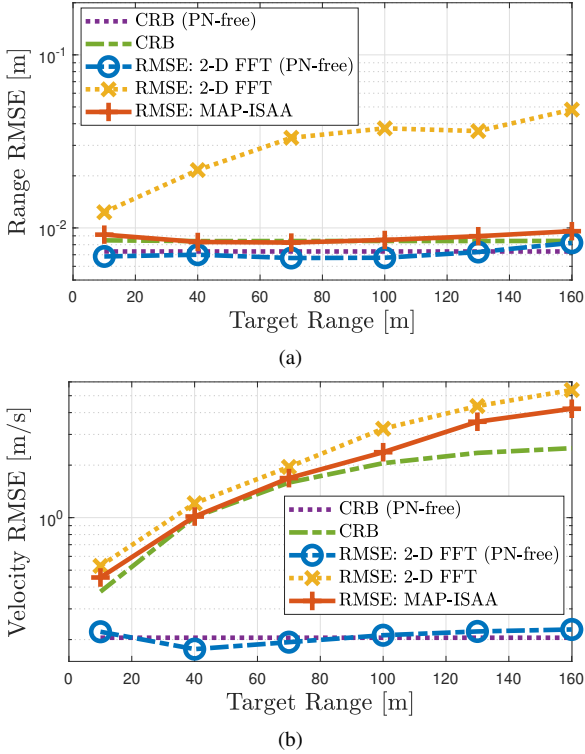 CRB (PN-free)
CRB
RMSE: 2-D FFT (PN-free)
RMSE: 2-D FFT
RMSE: MAP-ISAA
10^-1
10^-2
Range RMSE [m]
0 20 40 60 80 100 120 140 160
Target Range [m]
(a)
10^0
Velocity RMSE [m/s]
CRB (PN-free)
CRB
RMSE: 2-D FFT (PN-free)
RMSE: 2-D FFT
RMSE: MAP-ISAA
0 20 40 60 80 100 120 140 160
Target Range [m]
(b)